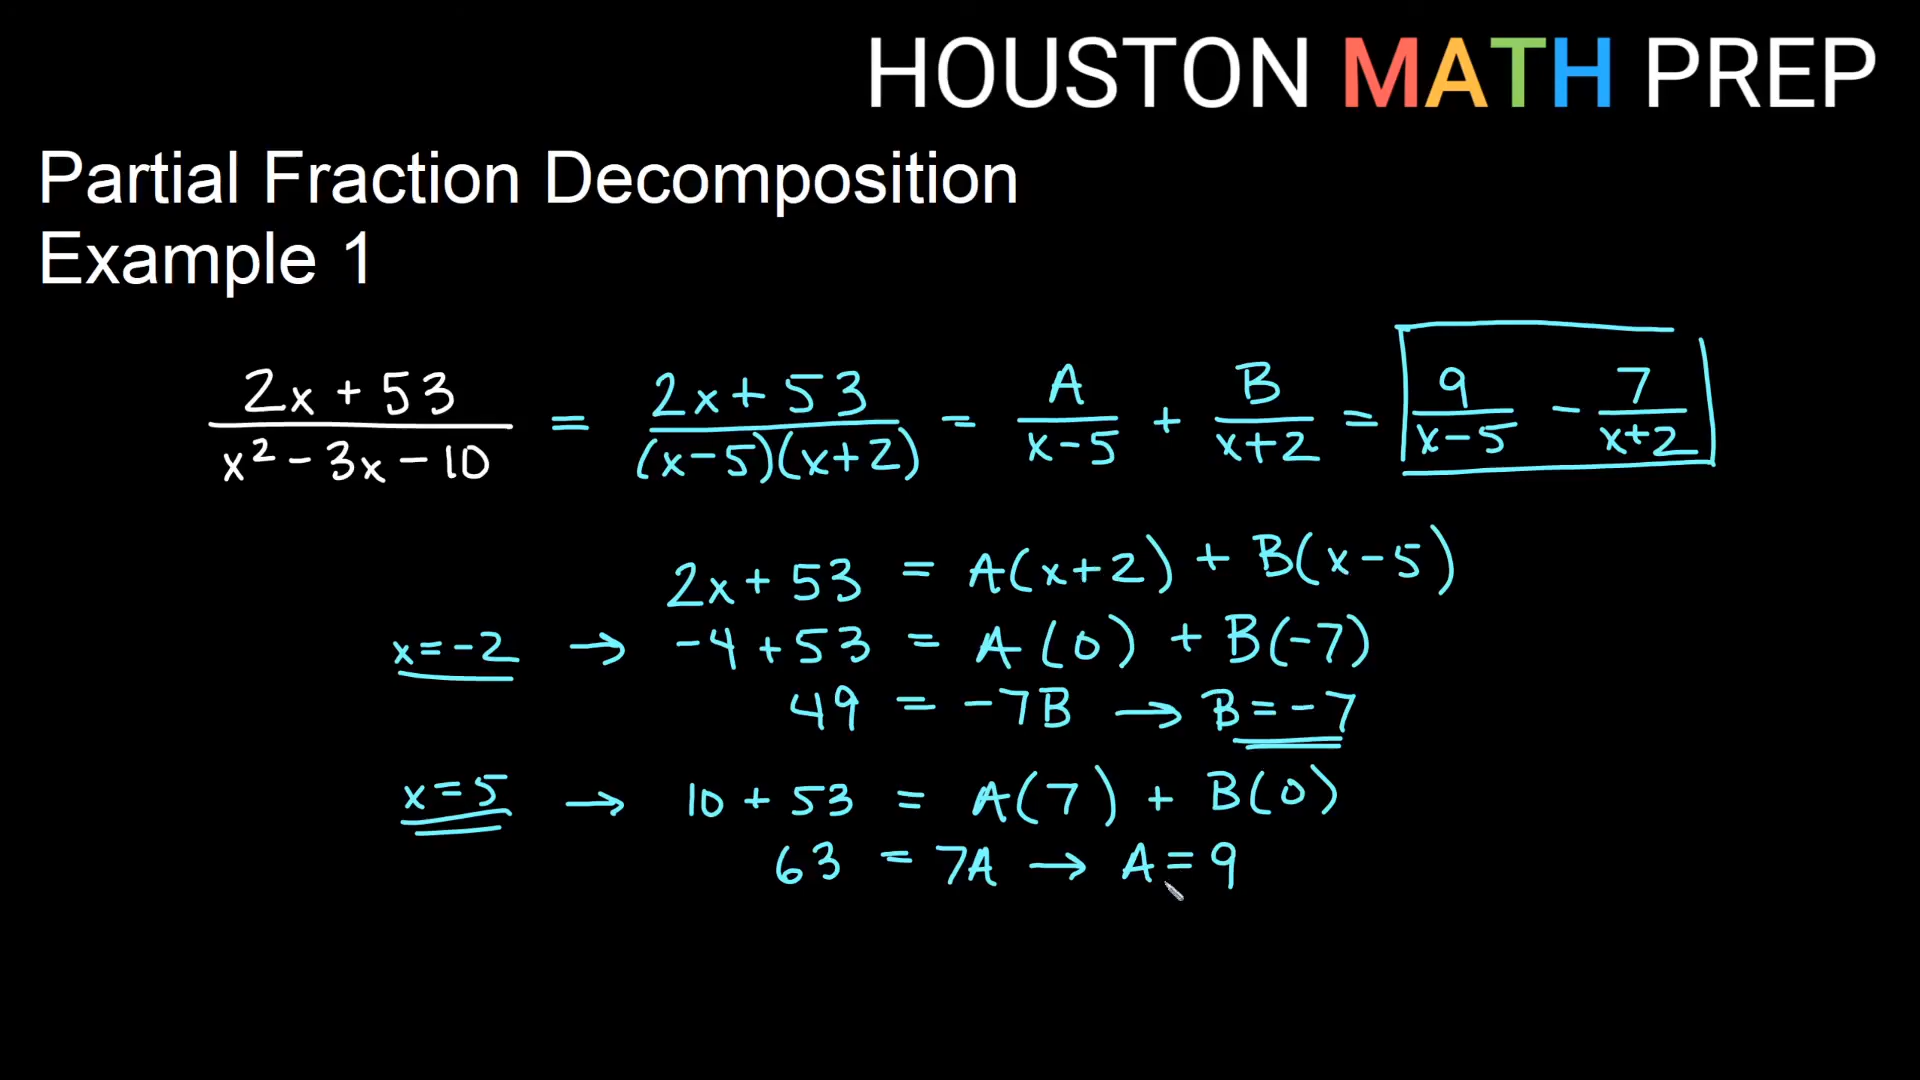 HOUSTON MATH PREP
Partial Fraction Decomposition
Example 1
(2x + 53)/(x² - 3x - 10) = (2x + 53)/((x-5)(x+2)) = A/(x-5) + B/(x+2) = 9/(x-5) - 7/(x+2)
2x + 53 = A(x+2) + B(x-5)
x=-2 → -4 + 53 = A(0) + B(-7)
49 = -7B → B = -7
x=5 → 10 + 53 = A(7) + B(0)
63 = 7A → A = 9